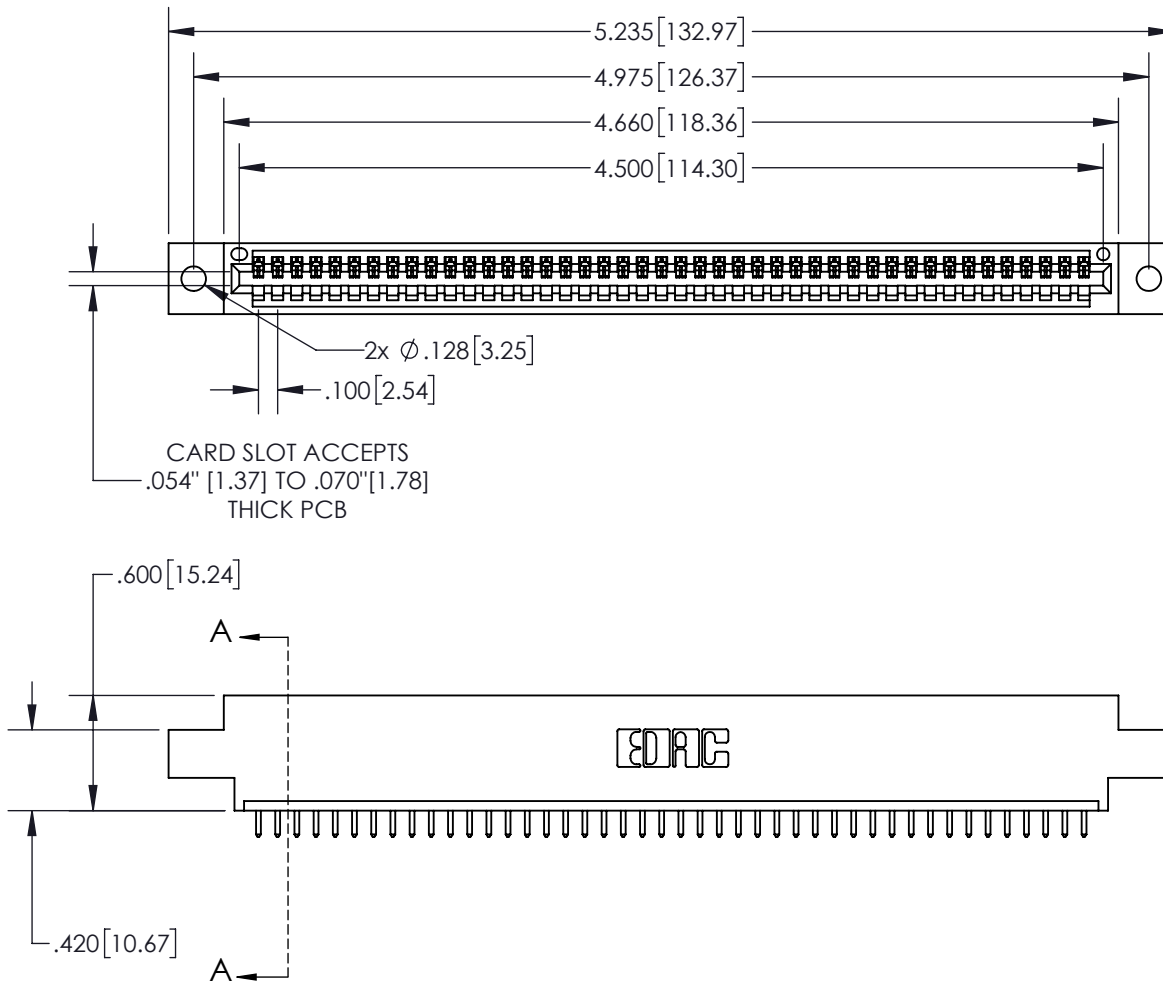 5.235[132.97]
4.975[126.37]
4.660[118.36]
4.500[114.30]
2x Ø.128[3.25]
.100[2.54]
CARD SLOT ACCEPTS
.054" [1.37] TO .070"[1.78]
THICK PCB
.600[15.24]
A
EDAC
.420[10.67]
A